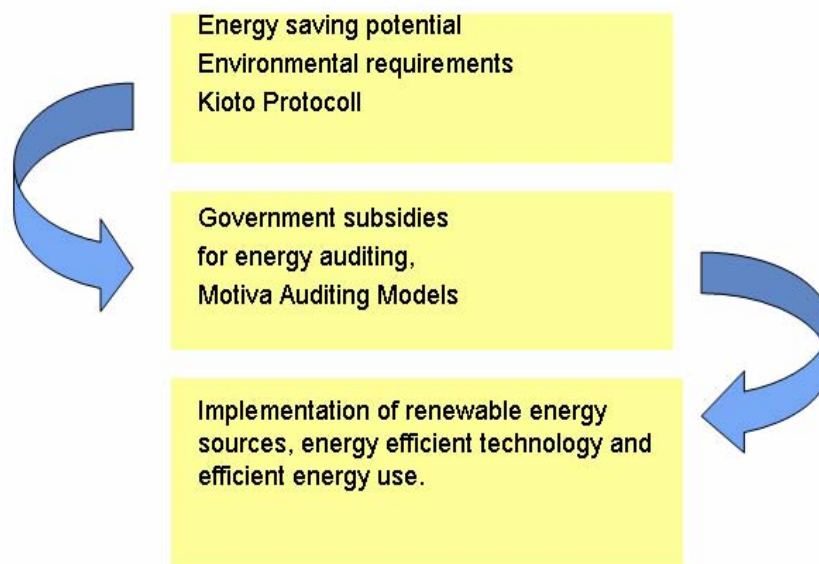 Energy saving potential
Environmental requirements
Kioto Protocoll
Government subsidies
for energy auditing,
Motiva Auditing Models
Implementation of renewable energy
sources, energy efficient technology and
efficient energy use.